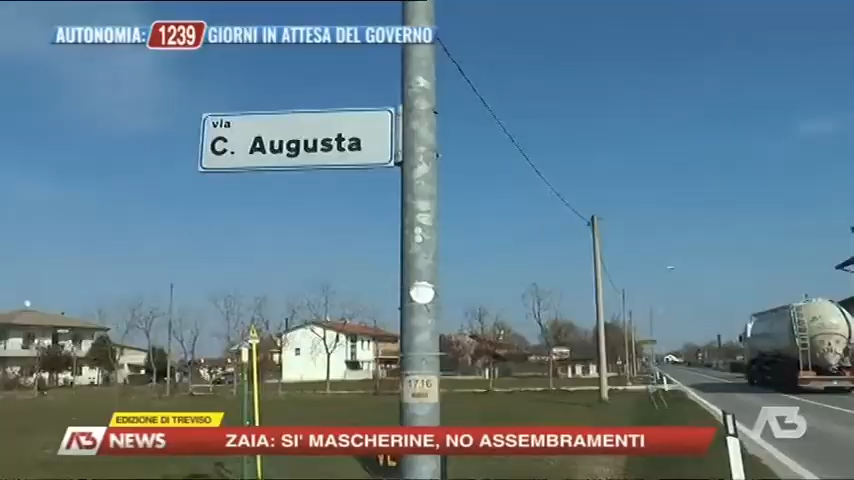 AUTONOMIA: 1239 GIORNI IN ATTESA DEL GOVERNO
via
C. Augusta
1716
EDIZIONE DI TREVISO
A3 NEWS
ZAIA: SI' MASCHERINE, NO ASSEMBRAMENTI
A3